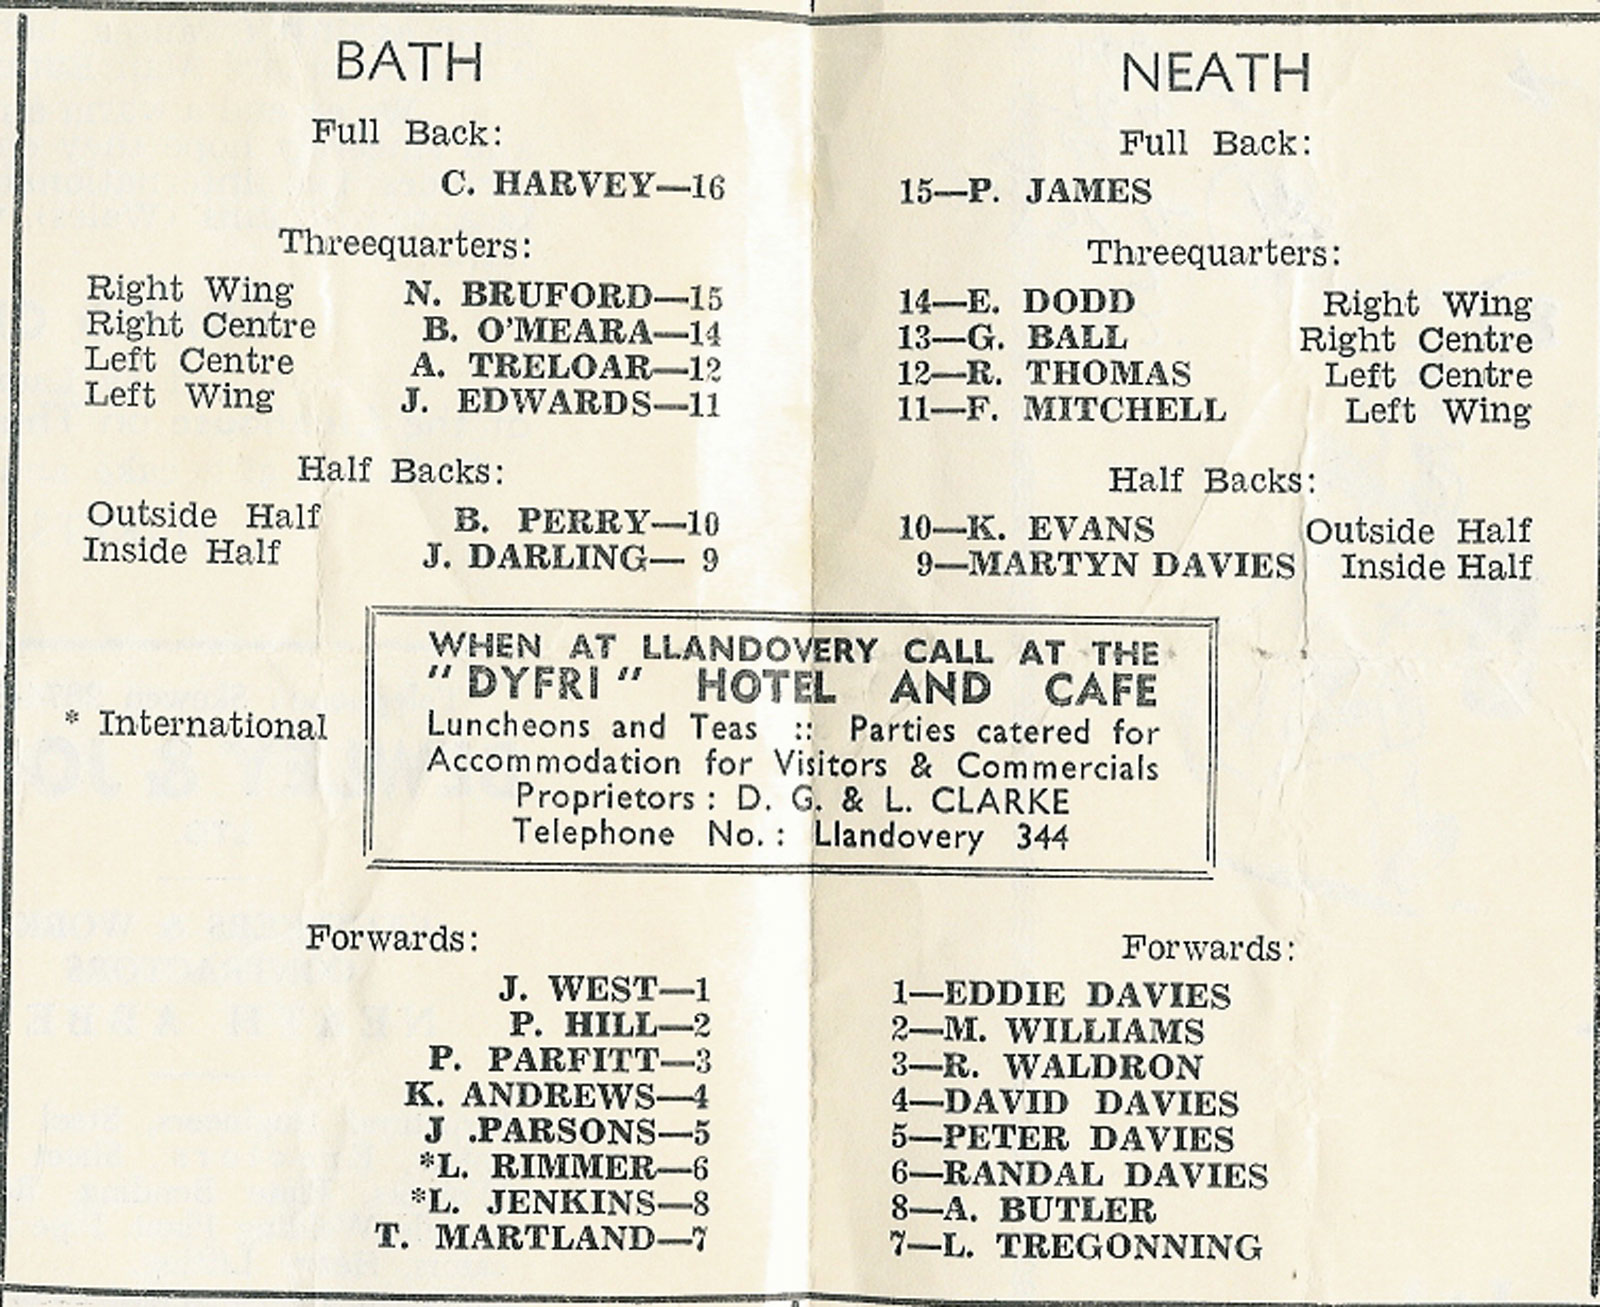 BATH
Full Back:
C. HARVEY—16
Threequarters:
Right Wing N. BRUFORD—15
Right Centre B. O'MEARA—14
Left Centre A. TRELOAR—12
Left Wing J. EDWARDS—11
Half Backs:
Outside Half B. PERRY—10
Inside Half J. DARLING— 9
NEATH
Full Back:
15—P. JAMES
Threequarters:
14—E. DODD Right Wing
13—G. BALL Right Centre
12—R. THOMAS Left Centre
11—F. MITCHELL Left Wing
Half Backs:
10—K. EVANS Outside Half
9—MARTYN DAVIES Inside Half
* International
WHEN AT LLANDOVERY CALL AT THE
"DYFRI" HOTEL AND CAFE
Luncheons and Teas :: Parties catered for
Accommodation for Visitors & Commercials
Proprietors: D. G. & L. CLARKE
Telephone No.: Llandovery 344
Forwards:
J. WEST—1
P. HILL—2
P. PARFITT—3
K. ANDREWS—4
J .PARSONS—5
*L. RIMMER—6
*L. JENKINS—8
T. MARTLAND—7
Forwards:
1—EDDIE DAVIES
2—M. WILLIAMS
3—R. WALDRON
4—DAVID DAVIES
5—PETER DAVIES
6—RANDAL DAVIES
8—A. BUTLER
7—L. TREGONNING